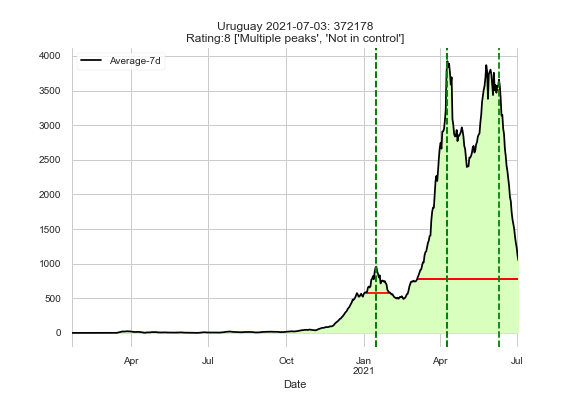 Uruguay 2021-07-03: 372178
Rating:8 ['Multiple peaks', 'Not in control']
Average-7d
4000
3500
3000
2500
2000
1500
1000
500
0
Apr
Jul
Oct
Jan
2021
Apr
Jul
Date